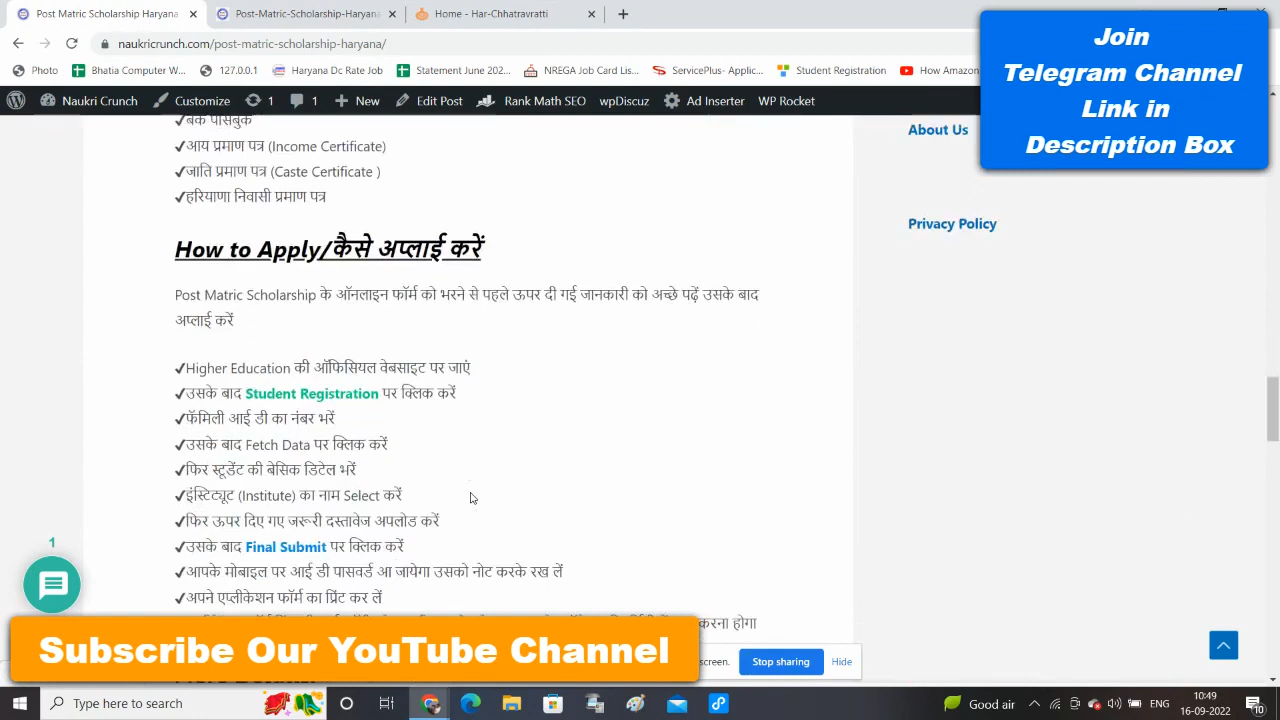 Post Matric Scholarship Haryana
Post-Matric-Scholarship-Haryana
Home - Har-Chhatravratti
naukricrunch.com/post-matric-scholarship-haryana/
Photo
Bhatia Computer W...
127.0.0.1
Haryana Dc Rate Job
Statement June 202...
NREGA Job Card Lis...
ServicePlus- Applic...
Student Registration
How Amazon
Naukri Crunch
Customize
1
1
New
Edit Post
Rank Math SEO
wpDiscuz
Ad Inserter
WP Rocket
Join
Telegram Channel
Link in
Description Box
✔बैंक पासबुक
✔आय प्रमाण पत्र (Income Certificate)
✔जाति प्रमाण पत्र (Caste Certificate )
✔हरियाणा निवासी प्रमाण पत्र
About Us
Privacy Policy
How to Apply/कैसे अप्लाई करें
Post Matric Scholarship के ऑनलाइन फॉर्म को भरने से पहले ऊपर दी गई जानकारी को अच्छे पढ़ें उसके बाद
अप्लाई करें
✔Higher Education की ऑफिसियल वेबसाइट पर जाएं
✔उसके बाद Student Registration पर क्लिक करें
✔फॅमिली आई डी का नंबर भरें
✔उसके बाद Fetch Data पर क्लिक करें
✔फिर स्टूडेंट की बेसिक डिटेल भरें
✔इंस्टिट्यूट (Institute) का नाम Select करें
✔फिर ऊपर दिए गए जरूरी दस्तावेज अपलोड करें
✔उसके बाद Final Submit पर क्लिक करें
✔आपके मोबाइल पर आई डी पासवर्ड आ जायेगा उसको नोट करके रख लें
✔अपने एप्लीकेशन फॉर्म का प्रिंट कर लें
करना होगा
1
Subscribe Our YouTube Channel
screen.
Stop sharing
Hide
Type here to search
Good air
ENG
10:49
16-09-2022
10